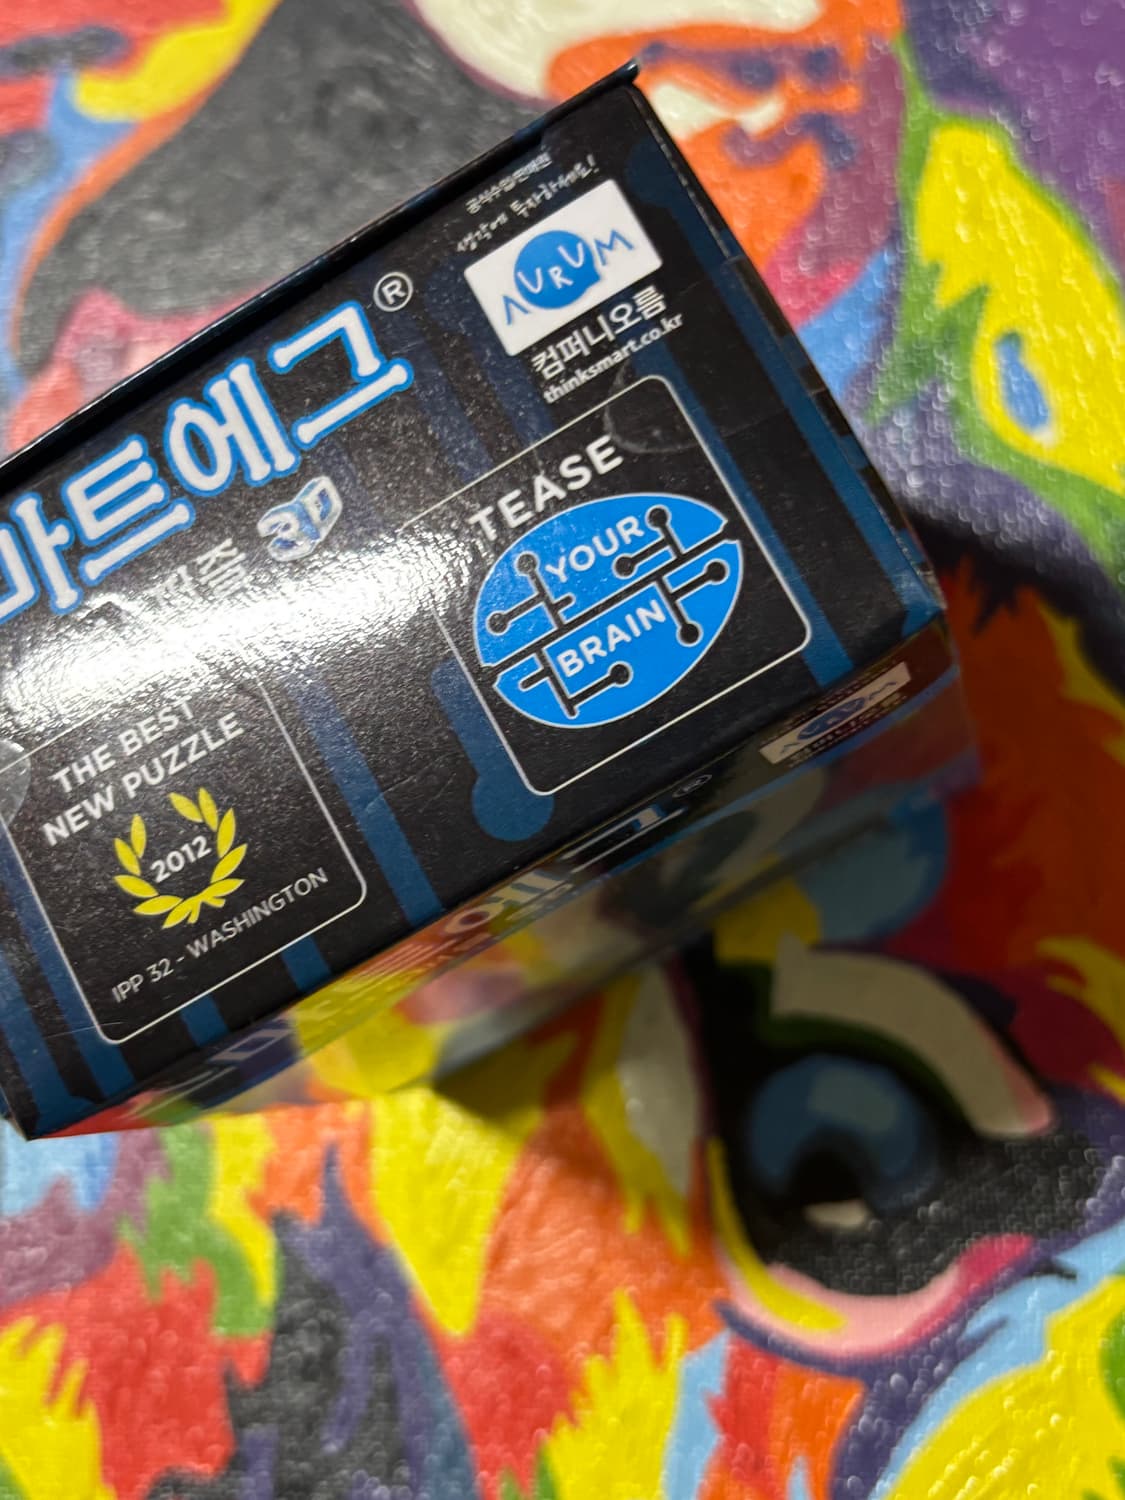 공식수입판매원
생각에 투자하세요!
AURUM
컴퍼니오름
thinksmart.co.kr
마트에그®
퍼즐 3D
TEASE
YOUR
BRAIN
THE BEST
NEW PUZZLE
2012
IPP 32 - WASHINGTON